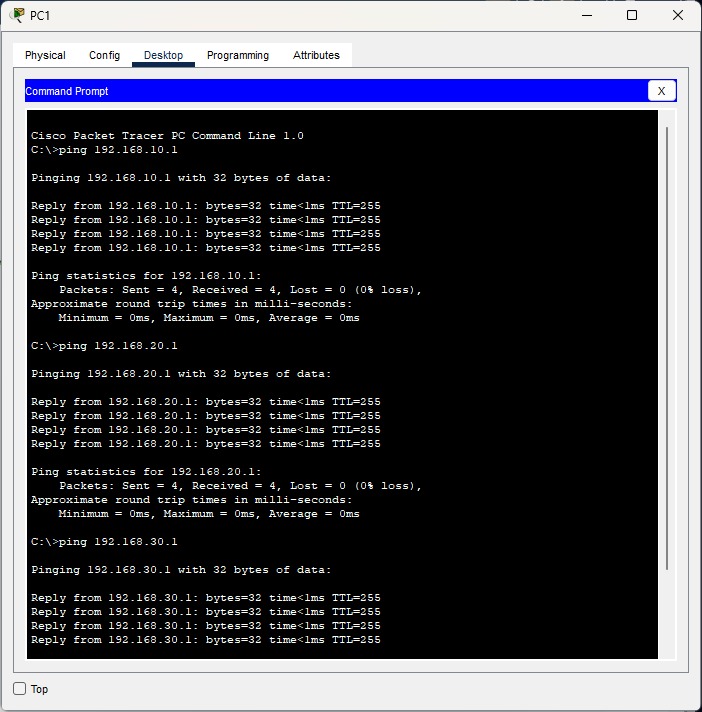 PC1
Physical Config Desktop Programming Attributes
Command Prompt X
Cisco Packet Tracer PC Command Line 1.0
C:\>ping 192.168.10.1
Pinging 192.168.10.1 with 32 bytes of data:
Reply from 192.168.10.1: bytes=32 time<1ms TTL=255
Reply from 192.168.10.1: bytes=32 time<1ms TTL=255
Reply from 192.168.10.1: bytes=32 time<1ms TTL=255
Reply from 192.168.10.1: bytes=32 time<1ms TTL=255
Ping statistics for 192.168.10.1:
Packets: Sent = 4, Received = 4, Lost = 0 (0% loss),
Approximate round trip times in milli-seconds:
Minimum = 0ms, Maximum = 0ms, Average = 0ms
C:\>ping 192.168.20.1
Pinging 192.168.20.1 with 32 bytes of data:
Reply from 192.168.20.1: bytes=32 time<1ms TTL=255
Reply from 192.168.20.1: bytes=32 time<1ms TTL=255
Reply from 192.168.20.1: bytes=32 time<1ms TTL=255
Reply from 192.168.20.1: bytes=32 time<1ms TTL=255
Ping statistics for 192.168.20.1:
Packets: Sent = 4, Received = 4, Lost = 0 (0% loss),
Approximate round trip times in milli-seconds:
Minimum = 0ms, Maximum = 0ms, Average = 0ms
C:\>ping 192.168.30.1
Pinging 192.168.30.1 with 32 bytes of data:
Reply from 192.168.30.1: bytes=32 time<1ms TTL=255
Reply from 192.168.30.1: bytes=32 time<1ms TTL=255
Reply from 192.168.30.1: bytes=32 time<1ms TTL=255
Reply from 192.168.30.1: bytes=32 time<1ms TTL=255
Top